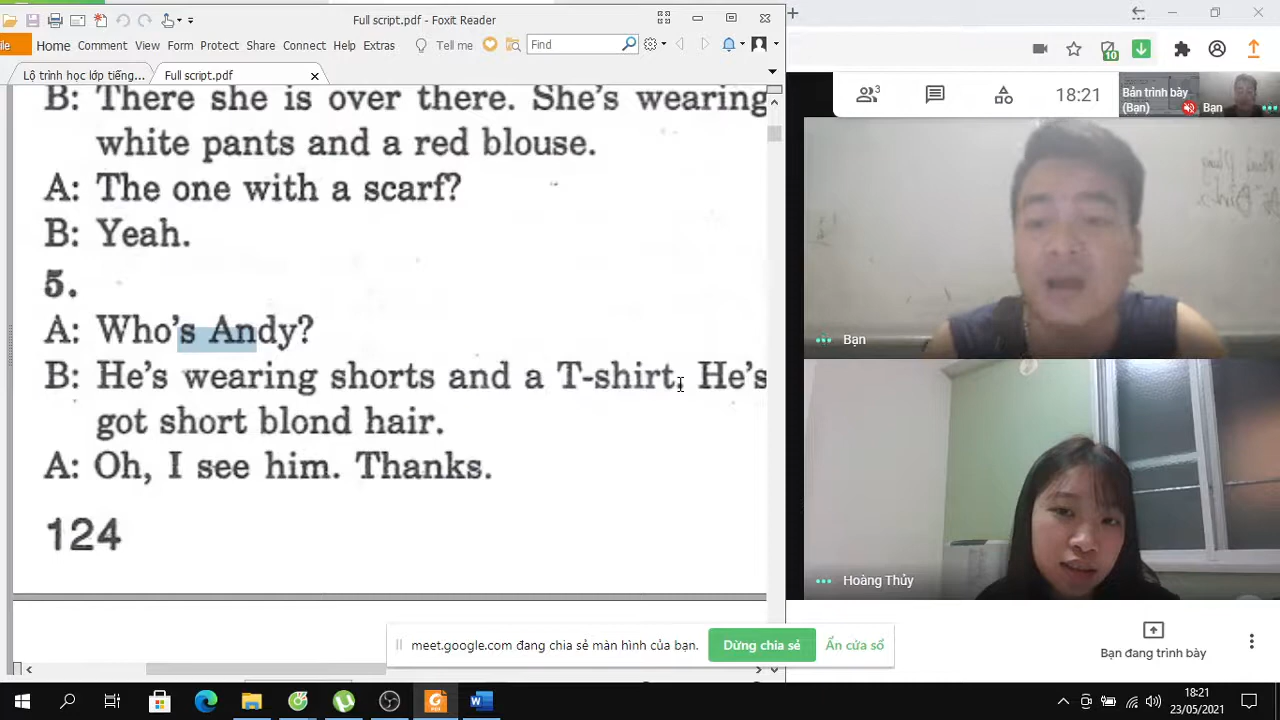 Full script.pdf - Foxit Reader
File
Home Comment View Form Protect Share Connect Help Extras Tell me Find
10
Lộ trình học lớp tiếng... Full script.pdf
3 18:21 Bản trình bày (Bạn) Bạn
B: There she is over there. She's wearing
white pants and a red blouse.
A: The one with a scarf?
B: Yeah.
5.
A: Who's Andy?
B: He's wearing shorts and a T-shirt. He's
got short blond hair.
A: Oh, I see him. Thanks.
124
Bạn
Hoàng Thủy
meet.google.com đang chia sẻ màn hình của bạn. Dừng chia sẻ Ẩn cửa sổ
Bạn đang trình bày
18:21
23/05/2021